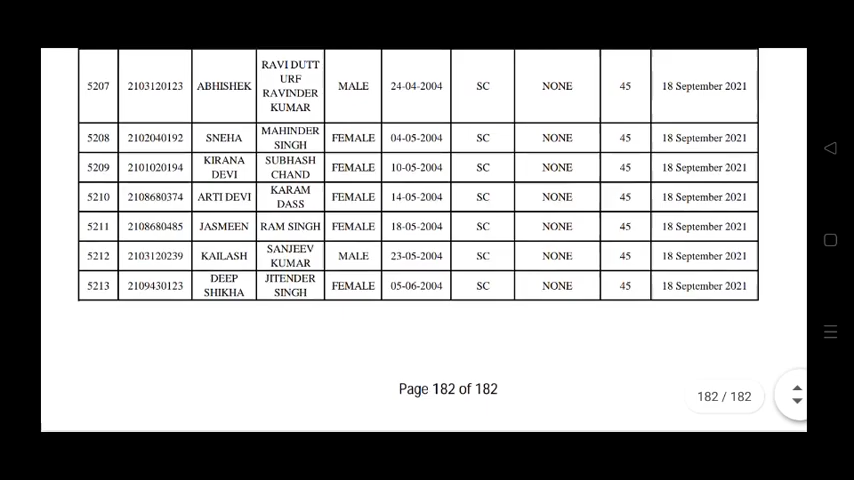 5207 2103120123 ABHISHEK RAVI DUTT URF RAVINDER KUMAR MALE 24-04-2004 SC NONE 45 18 September 2021
5208 2102040192 SNEHA MAHINDER SINGH FEMALE 04-05-2004 SC NONE 45 18 September 2021
5209 2101020194 KIRANA DEVI SUBHASH CHAND FEMALE 10-05-2004 SC NONE 45 18 September 2021
5210 2108680374 ARTI DEVI KARAM DASS FEMALE 14-05-2004 SC NONE 45 18 September 2021
5211 2108680485 JASMEEN RAM SINGH FEMALE 18-05-2004 SC NONE 45 18 September 2021
5212 2103120239 KAILASH SANJEEV KUMAR MALE 23-05-2004 SC NONE 45 18 September 2021
5213 2109430123 DEEP SHIKHA JITENDER SINGH FEMALE 05-06-2004 SC NONE 45 18 September 2021
Page 182 of 182
182 / 182